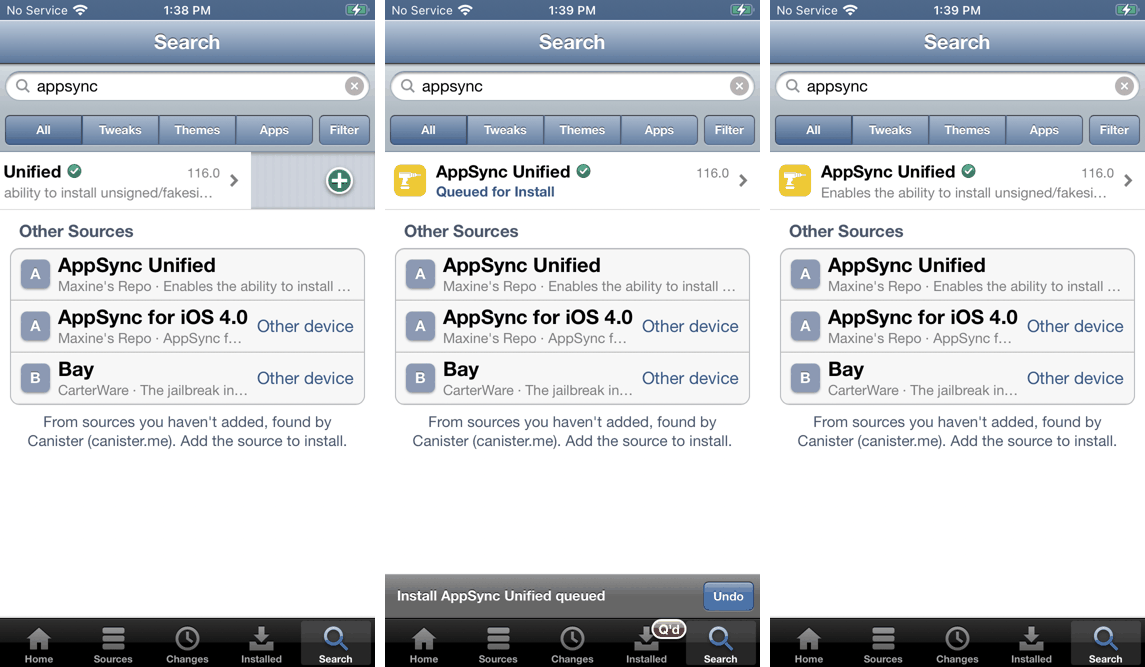 No Service 1:38 PM
Search
appsync
All Tweaks Themes Apps Filter
Unified 116.0
ability to install unsigned/fakesi…
Other Sources
A AppSync Unified
Maxine's Repo · Enables the ability to install …
A AppSync for iOS 4.0 Other device
Maxine's Repo · AppSync f…
B Bay Other device
CarterWare · The jailbreak in…
From sources you haven't added, found by
Canister (canister.me). Add the source to install.
Home Sources Changes Installed Search
No Service 1:39 PM
Search
appsync
All Tweaks Themes Apps Filter
AppSync Unified 116.0
Queued for Install
Other Sources
A AppSync Unified
Maxine's Repo · Enables the ability to install …
A AppSync for iOS 4.0 Other device
Maxine's Repo · AppSync f…
B Bay Other device
CarterWare · The jailbreak in…
From sources you haven't added, found by
Canister (canister.me). Add the source to install.
Install AppSync Unified queued Undo
Q'd
Home Sources Changes Installed Search
No Service 1:39 PM
Search
appsync
All Tweaks Themes Apps Filter
AppSync Unified 116.0
Enables the ability to install unsigned/fakesi…
Other Sources
A AppSync Unified
Maxine's Repo · Enables the ability to install …
A AppSync for iOS 4.0 Other device
Maxine's Repo · AppSync f…
B Bay Other device
CarterWare · The jailbreak in…
From sources you haven't added, found by
Canister (canister.me). Add the source to install.
Home Sources Changes Installed Search